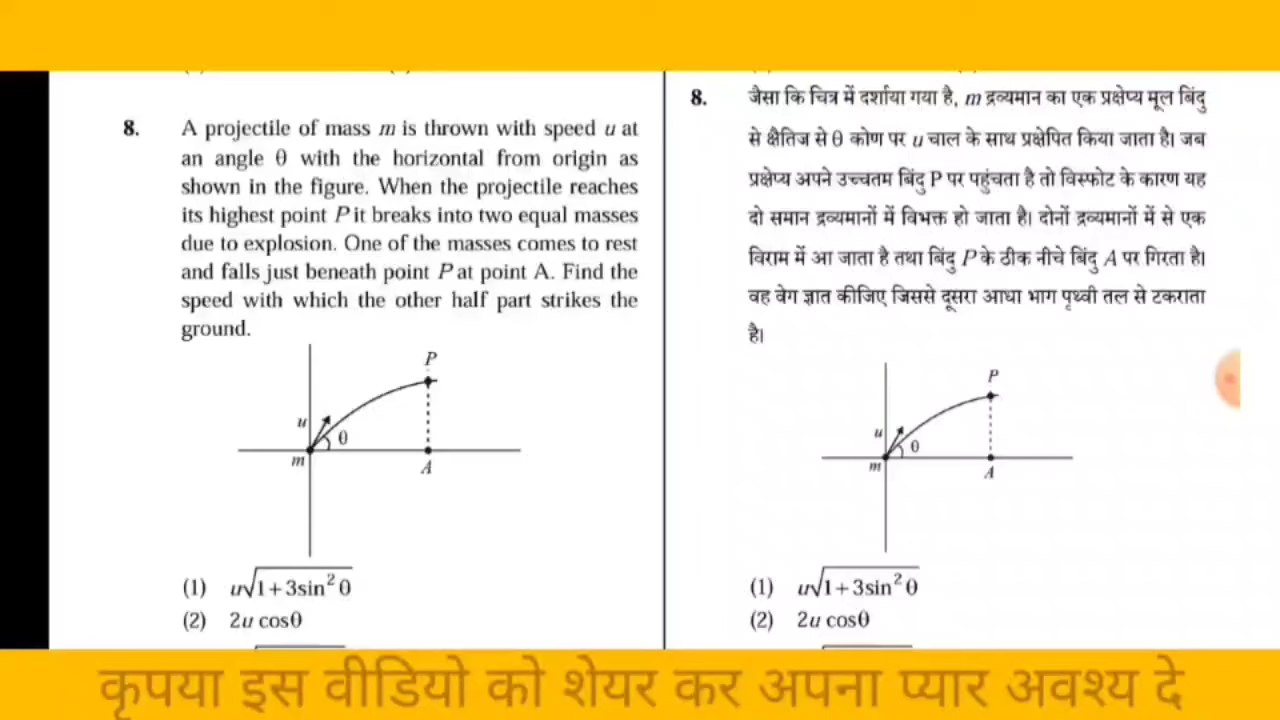 8. A projectile of mass m is thrown with speed u at
an angle θ with the horizontal from origin as
shown in the figure. When the projectile reaches
its highest point P it breaks into two equal masses
due to explosion. One of the masses comes to rest
and falls just beneath point P at point A. Find the
speed with which the other half part strikes the
ground.
P
u
θ
m
A
(1) u√1+3sin²θ
(2) 2u cosθ
8. जैसा कि चित्र में दर्शाया गया है, m द्रव्यमान का एक प्रक्षेप्य मूल बिंदु
से क्षैतिज से θ कोण पर u चाल के साथ प्रक्षेपित किया जाता है। जब
प्रक्षेप्य अपने उच्चतम बिंदु P पर पहुंचता है तो विस्फोट के कारण यह
दो समान द्रव्यमानों में विभक्त हो जाता है। दोनों द्रव्यमानों में से एक
विराम में आ जाता है तथा बिंदु P के ठीक नीचे बिंदु A पर गिरता है।
वह वेग ज्ञात कीजिए जिससे दूसरा आधा भाग पृथ्वी तल से टकराता
है।
P
u
θ
m
A
(1) u√1+3sin²θ
(2) 2u cosθ
कृपया इस वीडियो को शेयर कर अपना प्यार अवश्य दे